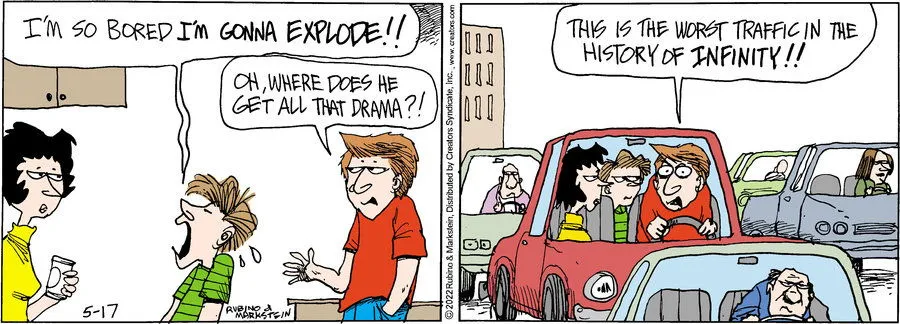 I'M SO BORED I'M GONNA EXPLODE!!
OH, WHERE DOES HE
GET ALL THAT DRAMA?!
5-17
RUBINO &
MARKSTEIN
©2022 Rubino & Markstein, Distributed by Creators Syndicate, Inc., www.creators.com
THIS IS THE WORST TRAFFIC IN THE
HISTORY OF INFINITY!!